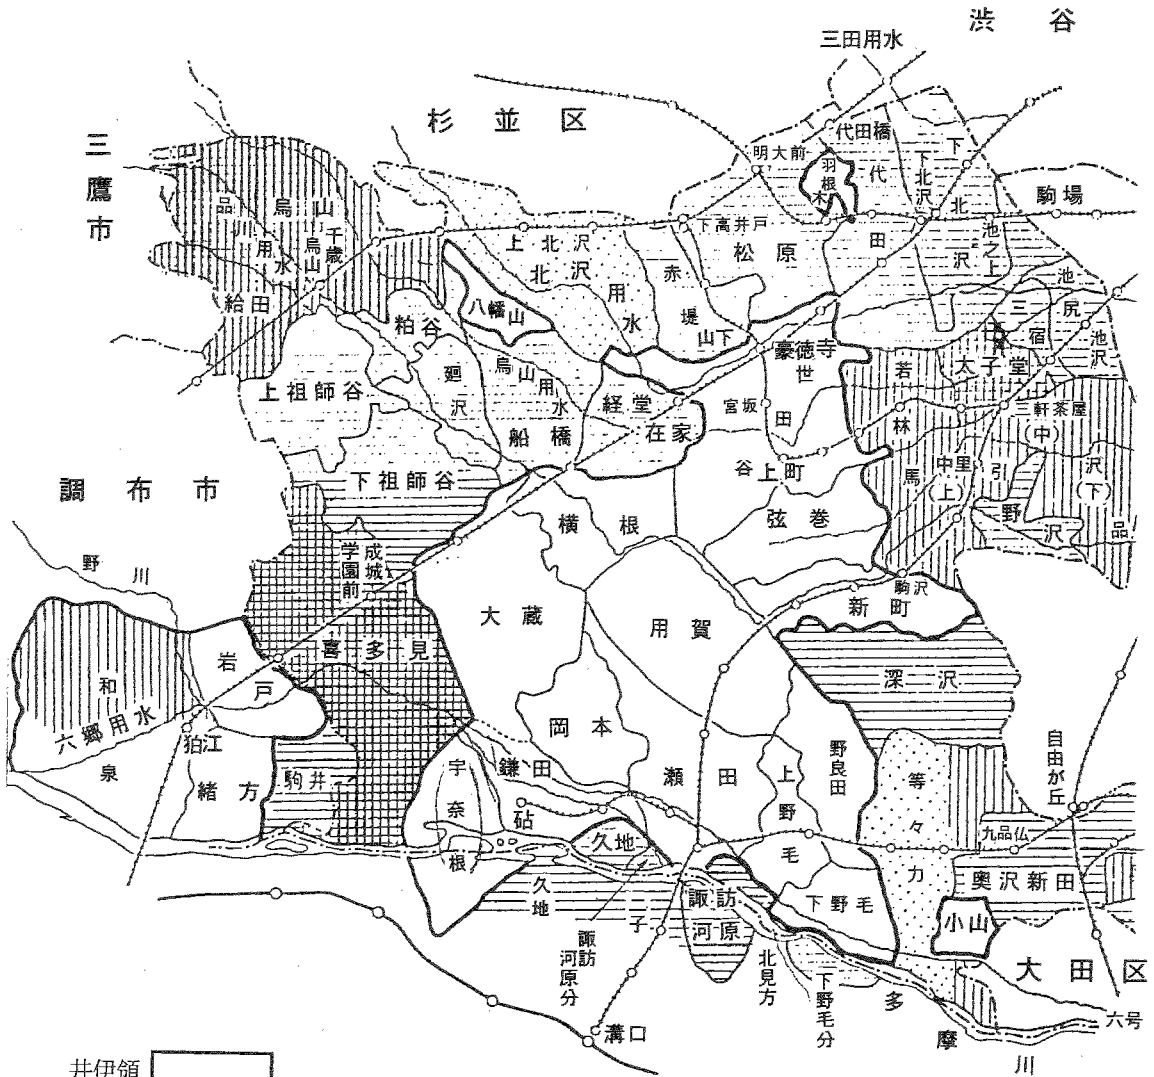 渋谷
三田用水
杉並区
三鷹市
代田橋
明大前
羽根木
代田
下北沢
下北沢
駒場
品川用水
烏山
千歳烏山
給田
上北沢
北沢用水
下高井戸
松原
赤堤
池之上
池尻
三宿
池沢
八幡山
粕谷
山下
豪徳寺
世田谷
若林
太子堂
三軒茶屋
上祖師谷
廻沢
烏山用水
船橋
経堂
在家
宮坂
上町
馬引沢
(中)
中里
(上)
(下)
野沢
品
調布市
下祖師谷
横根
弦巻
野川
成城学園前
大蔵
用賀
駒沢
新町
喜多見
岩戸
和泉
六郷用水
狛江
緒方
駒井
深沢
岡本
宇奈根
鎌田
瀬田
上野毛
野良田
等々力
自由が丘
九品仏
砧
久地
久地
諏訪河原
諏訪河原分
二子
下野毛
奥沢新田
小山
北見方
下野毛分
大田区
六号
多摩川
溝口
井伊領